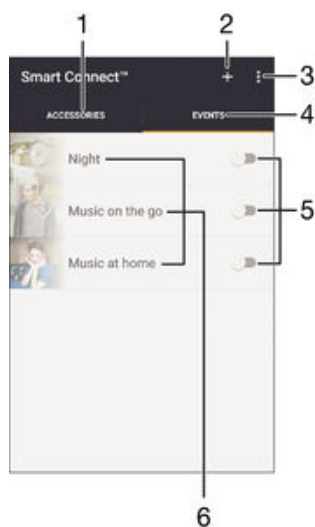 1
2
Smart Connect™
+
3
ACCESSORIES
EVENTS
4
Night
Music on the go
5
Music at home
6